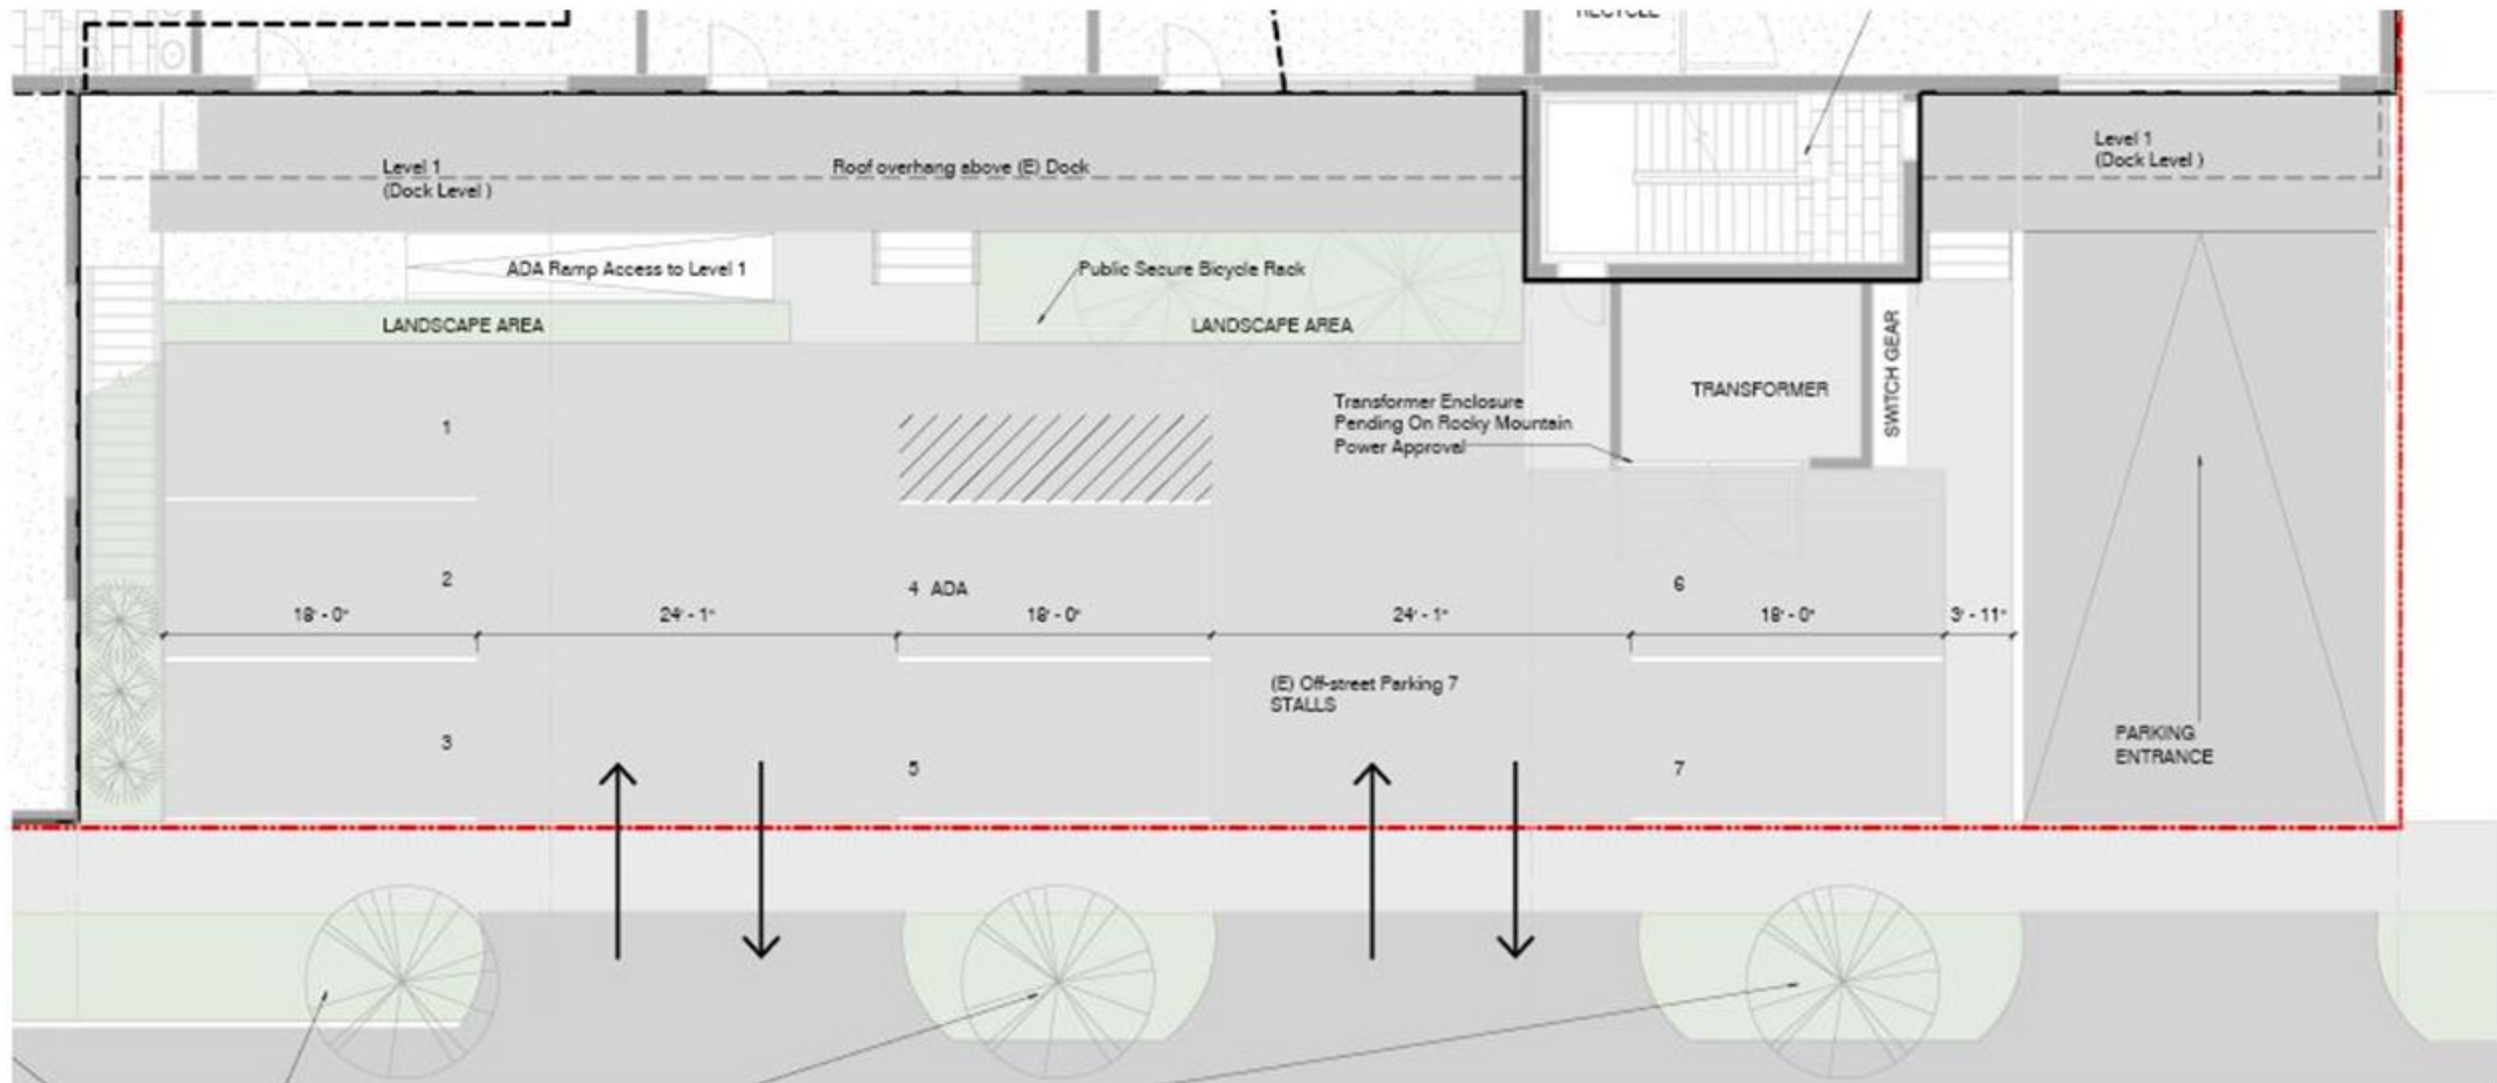 RECYCLE
Level 1
(Dock Level )
Roof overhang above (E) Dock
Level 1
(Dock Level )
ADA Ramp Access to Level 1
Public Secure Bicycle Rack
LANDSCAPE AREA
LANDSCAPE AREA
SWITCH GEAR
TRANSFORMER
Transformer Enclosure
Pending On Rocky Mountain
Power Approval
1
2
4 ADA
6
18' - 0"
24' - 1"
18' - 0"
24' - 1"
18' - 0"
3' - 11"
(E) Off-street Parking 7
STALLS
3
5
7
PARKING
ENTRANCE